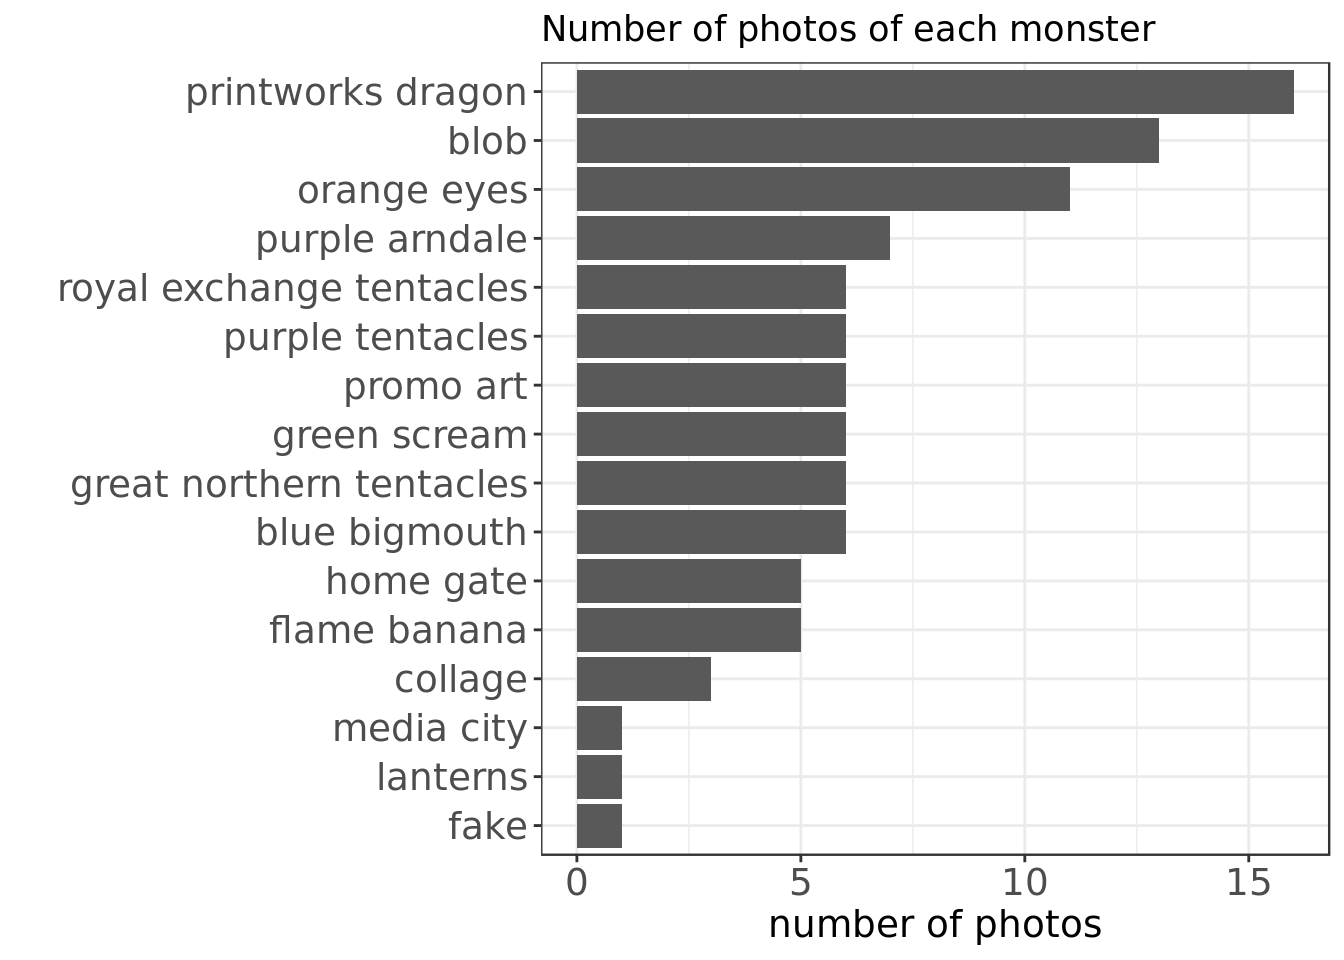 Number of photos of each monster
printworks dragon
blob
orange eyes
purple arndale
royal exchange tentacles
purple tentacles
promo art
green scream
great northern tentacles
blue bigmouth
home gate
flame banana
collage
media city
lanterns
fake
0 5 10 15
number of photos